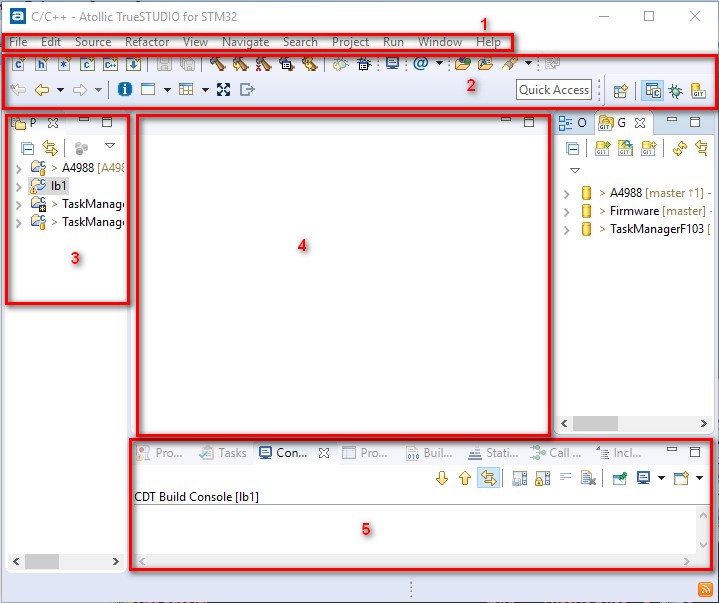 C/C++ - Atollic TrueSTUDIO for STM32
1
File Edit Source Refactor View Navigate Search Project Run Window Help
2
Quick Access
P
O
G
> A4988 [A498
> lb1
> TaskManage
> TaskManage
3
4
> A4988 [master ↑1] -
> Firmware [master] -
> TaskManagerF103 [
Pro... Tasks Con... Pro... Buil... Stati... Call ... Incl...
CDT Build Console [lb1]
5